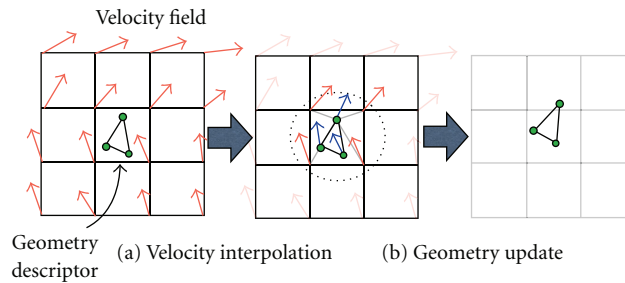 Velocity field
Geometry
descriptor
(a) Velocity interpolation
(b) Geometry update